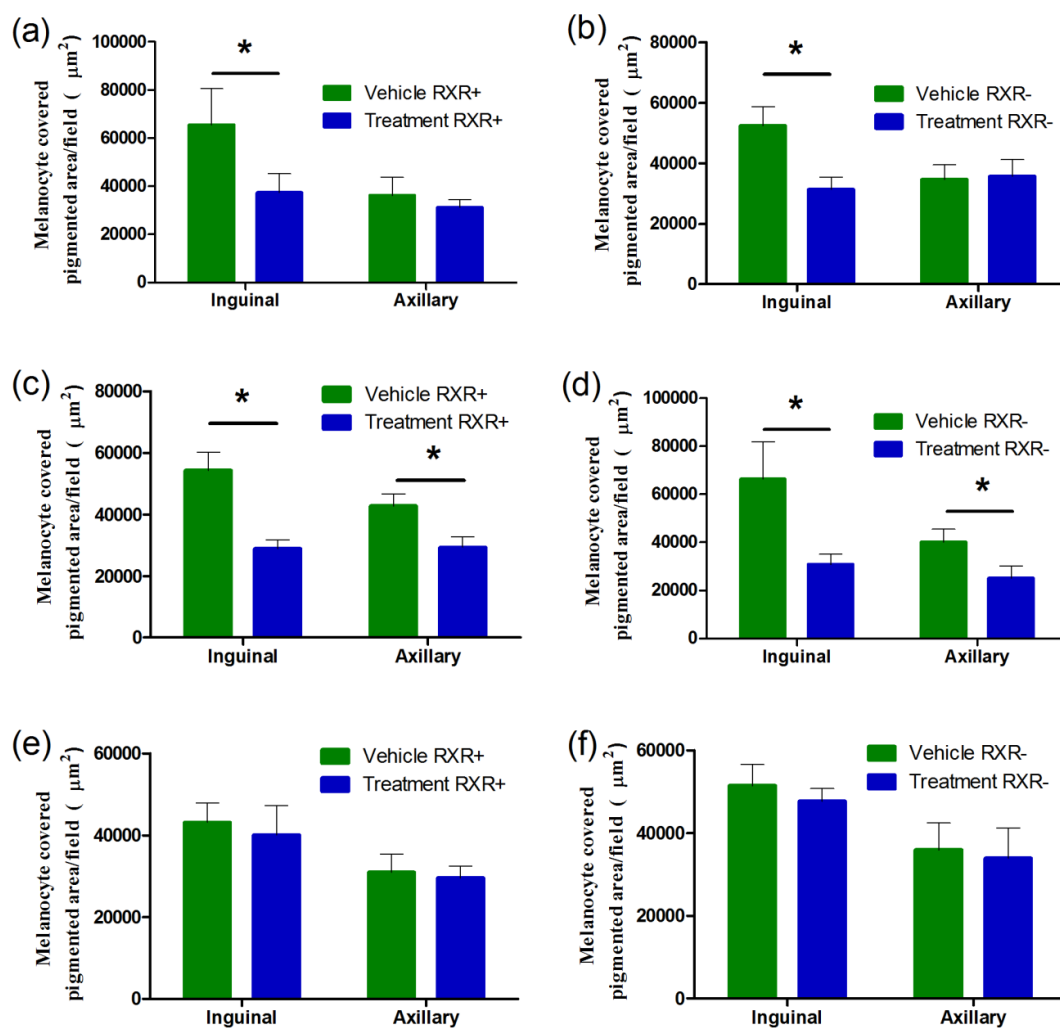 (a)
Melanocyte covered
pigmented area/field ( μm²)
100000
80000
60000
40000
20000
0
*
Vehicle RXR+
Treatment RXR+
Inguinal
Axillary
(b)
Melanocyte covered
pigmented area/field ( μm²)
80000
60000
40000
20000
0
*
Vehicle RXR-
Treatment RXR-
Inguinal
Axillary
(c)
Melanocyte covered
pigmented area/field ( μm²)
80000
60000
40000
20000
0
*
*
Vehicle RXR+
Treatment RXR+
Inguinal
Axillary
(d)
Melanocyte covered
pigmented area/field ( μm²)
100000
80000
60000
40000
20000
0
*
*
Vehicle RXR-
Treatment RXR-
Inguinal
Axillary
(e)
Melanocyte covered
pigmented area/field ( μm²)
60000
40000
20000
0
Vehicle RXR+
Treatment RXR+
Inguinal
Axillary
(f)
Melanocyte covered
pigmented area/field ( μm²)
60000
40000
20000
0
Vehicle RXR-
Treatment RXR-
Inguinal
Axillary